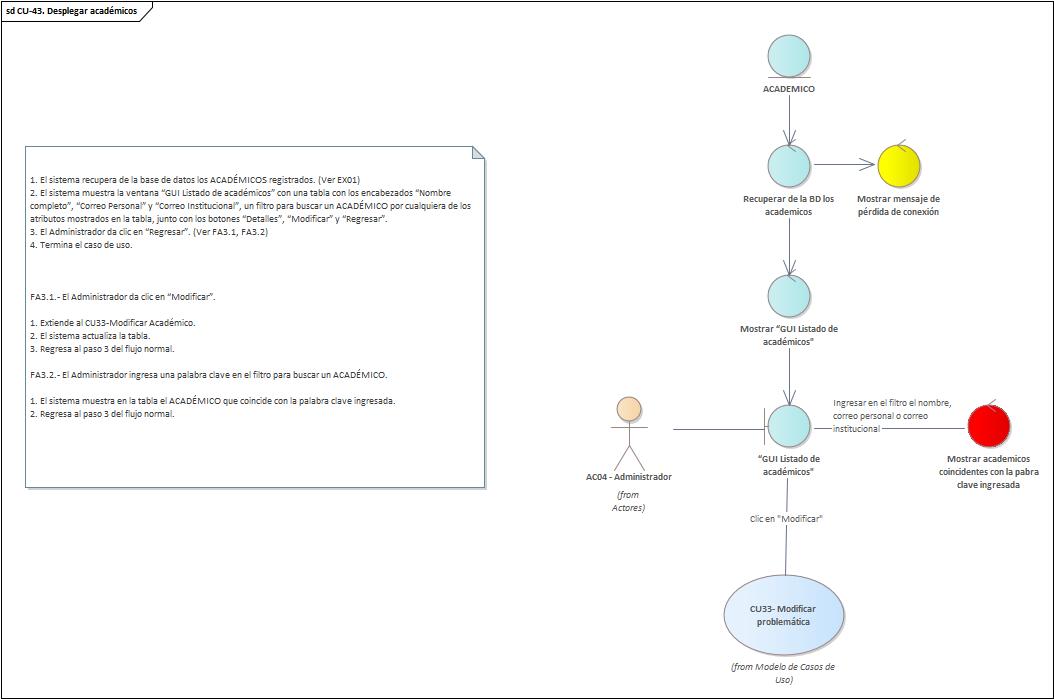 sd CU-43. Desplegar académicos
1. El sistema recupera de la base de datos los ACADÉMICOS registrados. (Ver EX01)
2. El sistema muestra la ventana “GUI Listado de académicos” con una tabla con los encabezados “Nombre
completo”, “Correo Personal” y “Correo Institucional”, un filtro para buscar un ACADÉMICO por cualquiera de los
atributos mostrados en la tabla, junto con los botones “Detalles”, “Modificar” y “Regresar”.
3. El Administrador da clic en “Regresar”. (Ver FA3.1, FA3.2)
4. Termina el caso de uso.
FA3.1.- El Administrador da clic en “Modificar”.
1. Extiende al CU33-Modificar Académico.
2. El sistema actualiza la tabla.
3. Regresa al paso 3 del flujo normal.
FA3.2.- El Administrador ingresa una palabra clave en el filtro para buscar un ACADÉMICO.
1. El sistema muestra en la tabla el ACADÉMICO que coincide con la palabra clave ingresada.
2. Regresa al paso 3 del flujo normal.
ACADEMICO
Recuperar de la BD los
academicos
Mostrar mensaje de
pérdida de conexión
Mostrar “GUI Listado de
académicos"
AC04 - Administrador
(from
Actores)
“GUI Listado de
académicos"
Ingresar en el filtro el nombre,
correo personal o correo
institucional
Mostrar academicos
coincidentes con la pabra
clave ingresada
Clic en "Modificar"
CU33- Modificar
problemática
(from Modelo de Casos de
Uso)